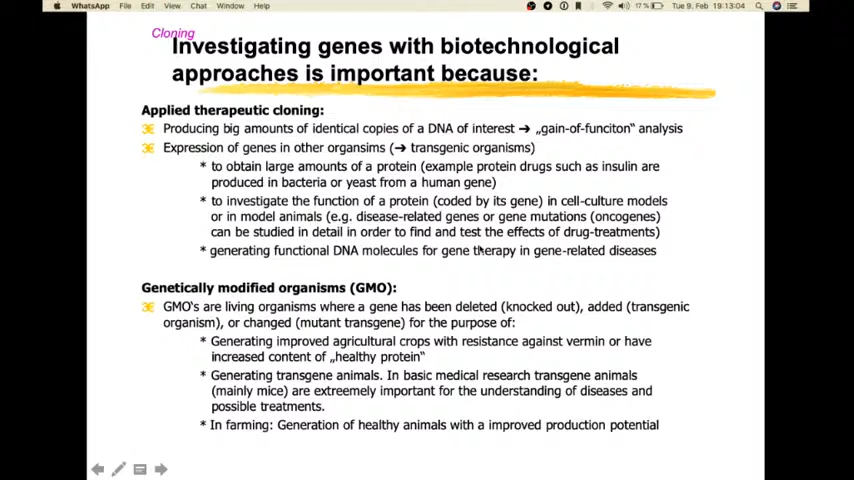 WhatsApp File Edit View Chat Window Help 17 % Tue 9. Feb 19:13:04
Cloning
Investigating genes with biotechnological
approaches is important because:
Applied therapeutic cloning:
Producing big amounts of identical copies of a DNA of interest ➔ „gain-of-funciton“ analysis
Expression of genes in other organsims (➔ transgenic organisms)
* to obtain large amounts of a protein (example protein drugs such as insulin are
produced in bacteria or yeast from a human gene)
* to investigate the function of a protein (coded by its gene) in cell-culture models
or in model animals (e.g. disease-related genes or gene mutations (oncogenes)
can be studied in detail in order to find and test the effects of drug-treatments)
* generating functional DNA molecules for gene therapy in gene-related diseases
Genetically modified organisms (GMO):
GMO‘s are living organisms where a gene has been deleted (knocked out), added (transgenic
organism), or changed (mutant transgene) for the purpose of:
* Generating improved agricultural crops with resistance against vermin or have
increased content of „healthy protein“
* Generating transgene animals. In basic medical research transgene animals
(mainly mice) are extreemely important for the understanding of diseases and
possible treatments.
* In farming: Generation of healthy animals with a improved production potential